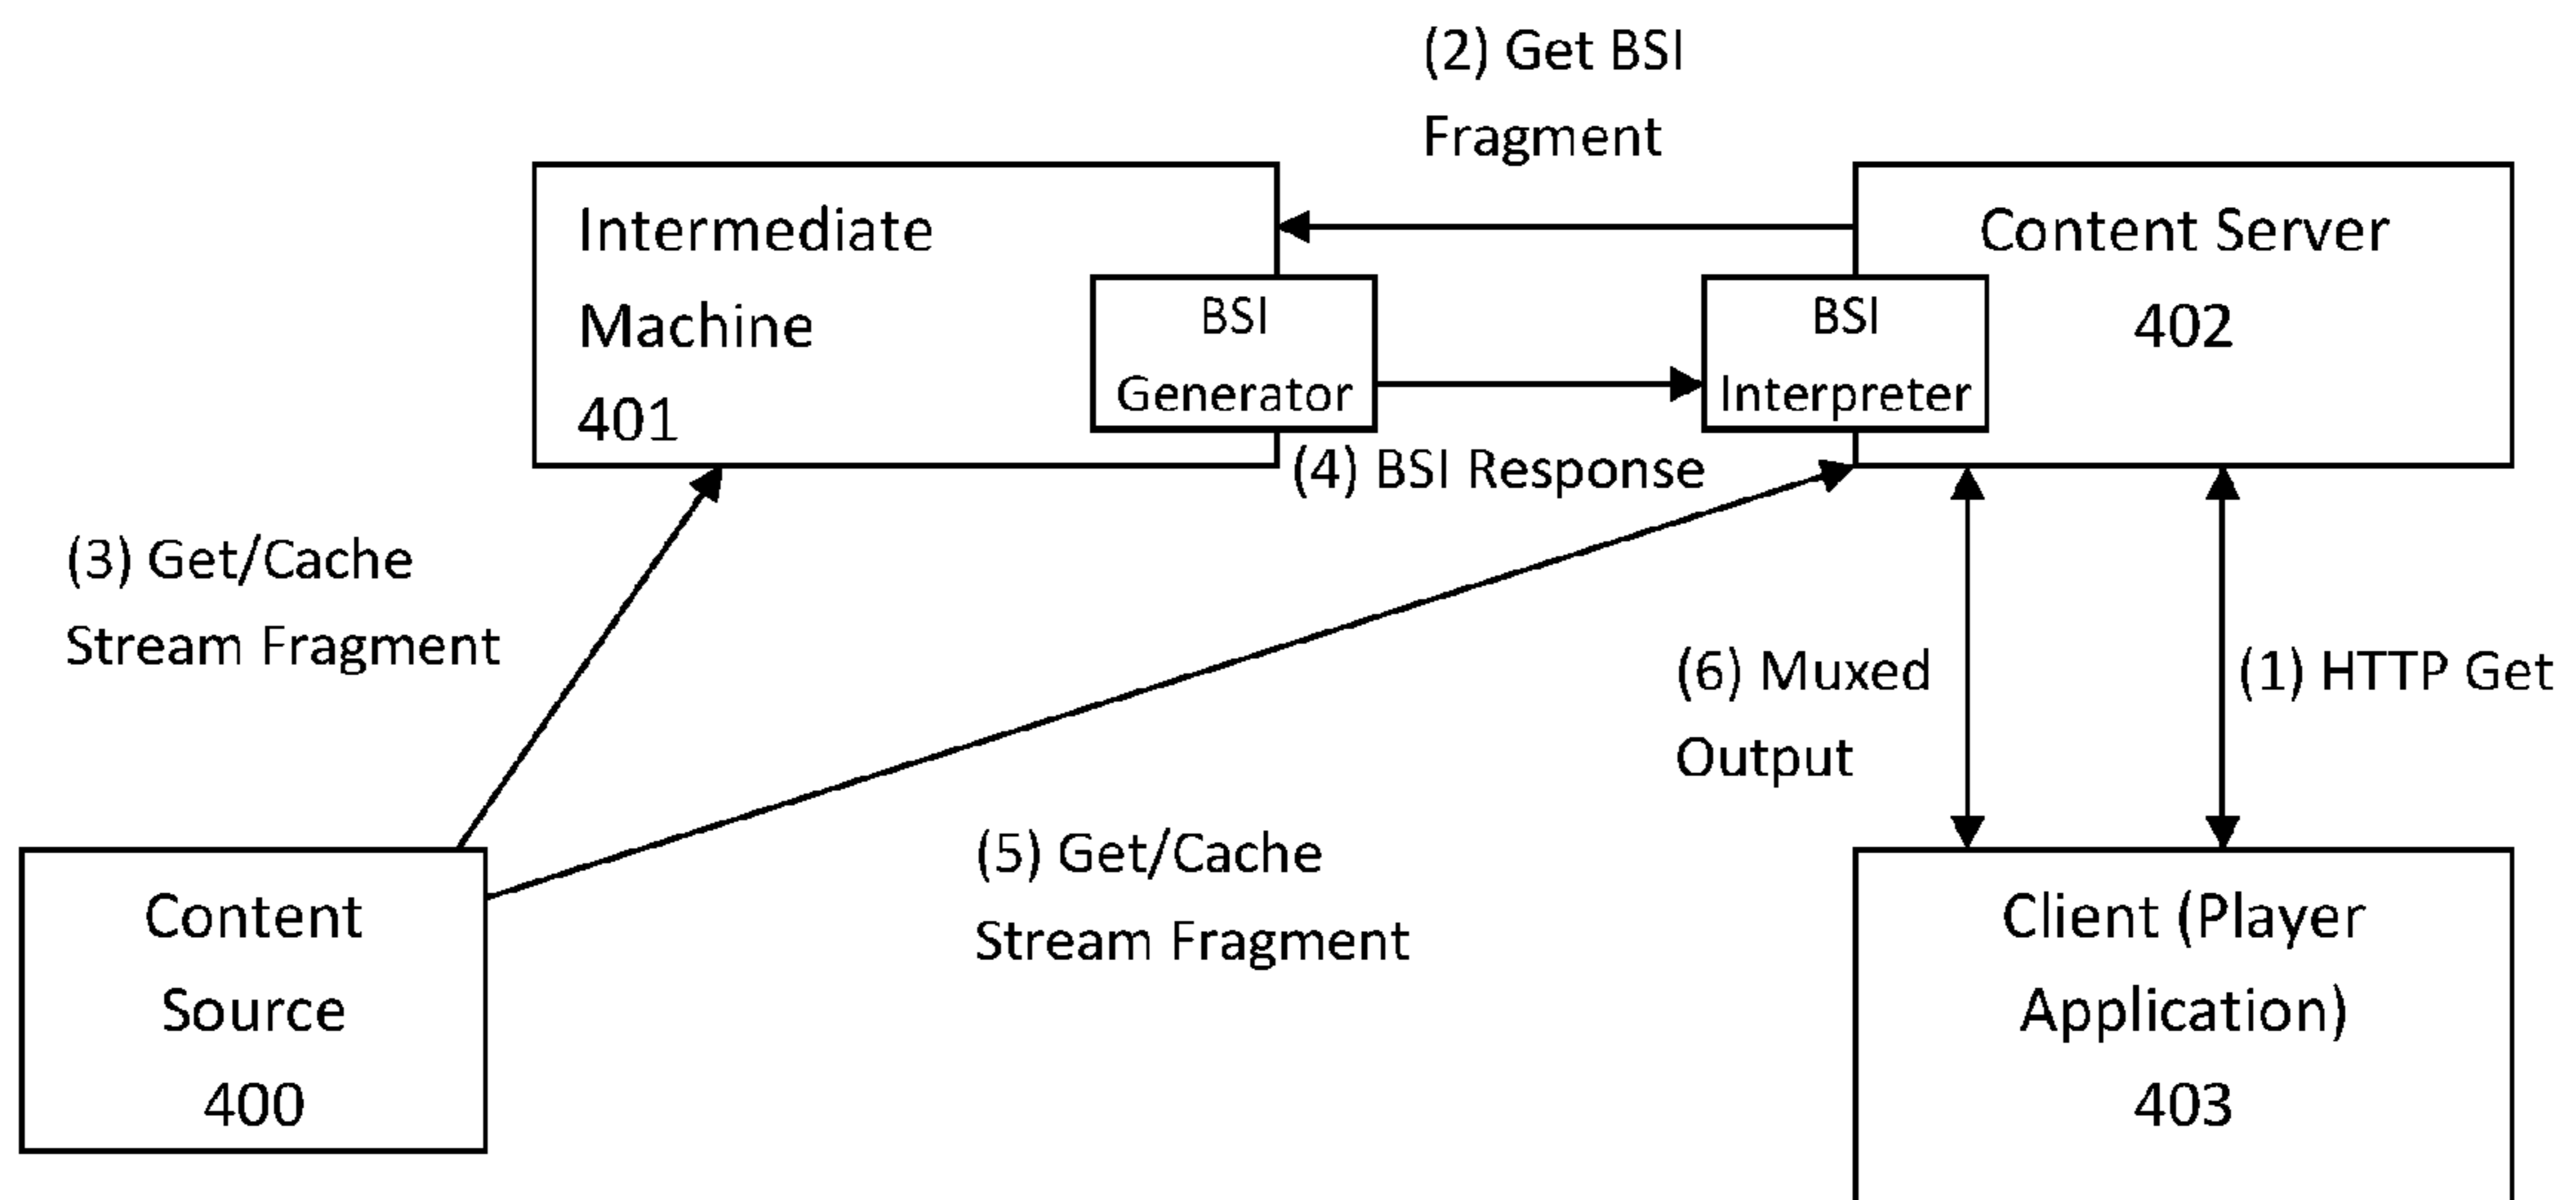 (2) Get BSI
Fragment
Intermediate
Machine
401
BSI
Generator
BSI
Interpreter
Content Server
402
(4) BSI Response
(3) Get/Cache
Stream Fragment
(6) Muxed
Output
(1) HTTP Get
(5) Get/Cache
Stream Fragment
Content
Source
400
Client (Player
Application)
403